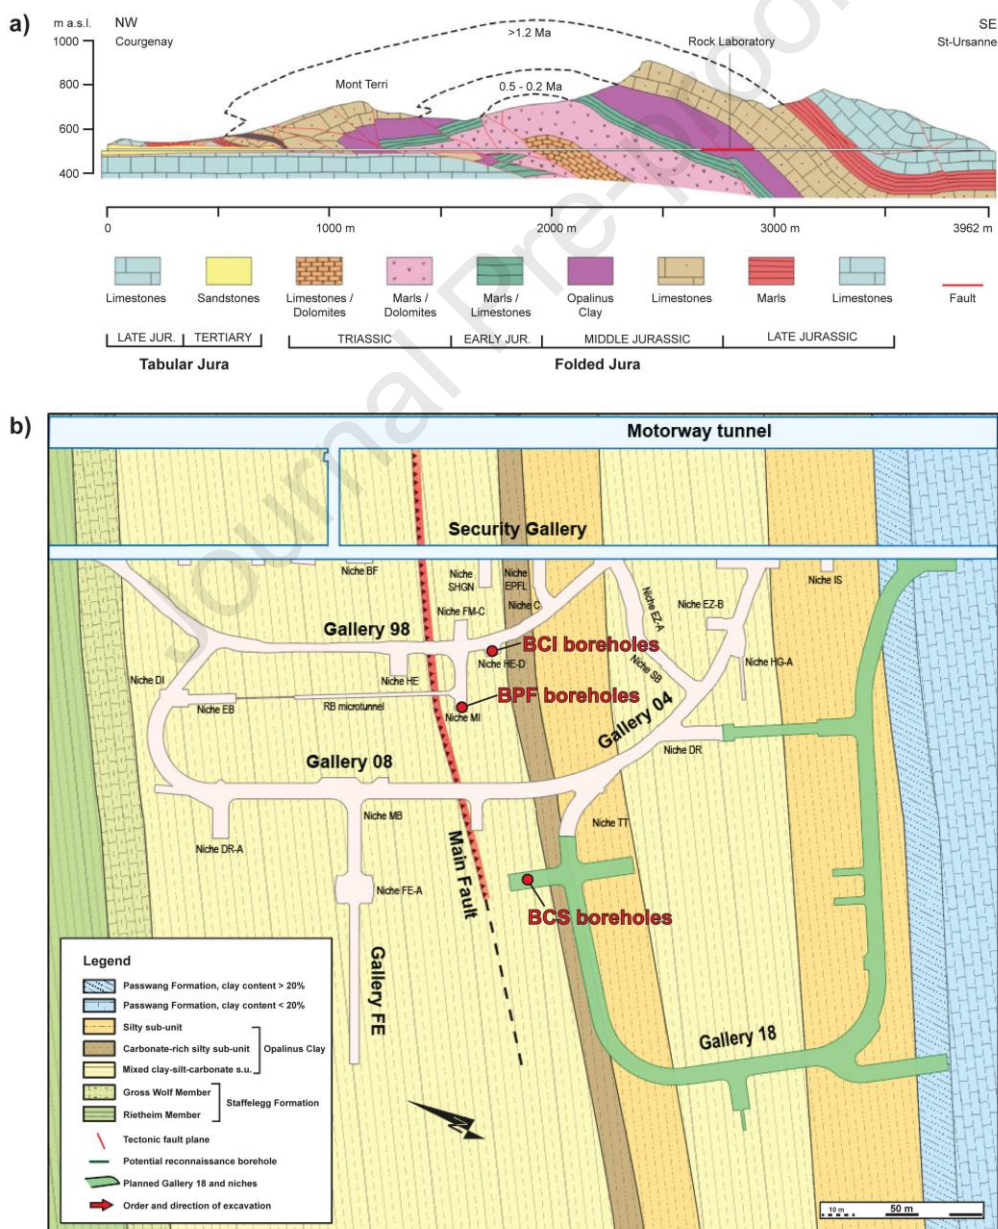 a)
m a.s.l.
NW
Courgenay
SE
St-Ursanne
>1.2 Ma
Rock Laboratory
Mont Terri
0.5 - 0.2 Ma
1000
800
600
400
0
1000 m
2000 m
3000 m
3962 m
Limestones
Sandstones
Limestones /
Dolomites
Marls /
Dolomites
Marls /
Limestones
Opalinus
Clay
Limestones
Marls
Limestones
Fault
LATE JUR.
TERTIARY
TRIASSIC
EARLY JUR.
MIDDLE JURASSIC
LATE JURASSIC
Tabular Jura
Folded Jura
Journal Pre-proof
b)
Motorway tunnel
Security Gallery
Niche BF
Niche
SHGN
Niche
EPFL
Niche IS
Niche FM-C
Niche C
Niche EZ-A
Niche EZ-B
Gallery 98
BCI boreholes
Niche HE-D
Niche HE
Niche SB
Niche HG-A
Niche DI
BPF boreholes
Niche EB
RB microtunnel
Niche MI
Gallery 04
Gallery 08
Niche DR
Niche MB
Niche TT
Niche DR-A
Niche FE-A
Main Fault
BCS boreholes
Gallery FE
Gallery 18
Legend
Passwang Formation, clay content > 20%
Passwang Formation, clay content < 20%
Silty sub-unit
Carbonate-rich silty sub-unit
Opalinus Clay
Mixed clay-silt-carbonate s.u.
Gross Wolf Member
Staffelegg Formation
Rietheim Member
Tectonic fault plane
Potential reconnaissance borehole
Planned Gallery 18 and niches
Order and direction of excavation
10 m
50 m